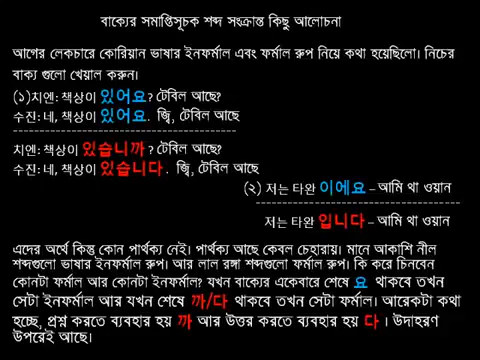 বাক্যের সমাপ্তিসূচক শব্দ সংক্রান্ত কিছু আলোচনা
আগের লেকচারে কোরিয়ান ভাষার ইনফর্মাল এবং ফর্মাল রুপ নিয়ে কথা হয়েছিলো। নিচের
বাক্য গুলো খেয়াল করুন।
(১)치엔: 책상이 있어요? টেবিল আছে?
수진: 네, 책상이 있어요. জ্বি, টেবিল আছে
-----------------------------------------
치엔: 책상이 있습니까? টেবিল আছে?
수진: 네, 책상이 있습니다. জ্বি, টেবিল আছে
(২) 저는 타완 이에요 – আমি থা ওয়ান
-----------------------------------------
저는 타완 입니다 – আমি থা ওয়ান
এদের অর্থে কিন্তু কোন পার্থক্য নেই। পার্থক্য আছে কেবল চেহারায়। মানে আকাশি নীল
শব্দগুলো ভাষার ইনফর্মাল রুপ। আর লাল রঙ্গা শব্দগুলো ফর্মাল রুপ। কি করে চিনবেন
কোনটা ফর্মাল আর কোনটা ইনফর্মাল? যখন বাক্যের একেবারে শেষে 요 থাকবে তখন
সেটা ইনফর্মাল আর যখন শেষে 까/다 থাকবে তখন সেটা ফর্মাল। আরেকটা কথা
হচ্ছে, প্রশ্ন করতে ব্যবহার হয় 까 আর উত্তর করতে ব্যবহার হয় 다 । উদাহরণ
উপরেই আছে।